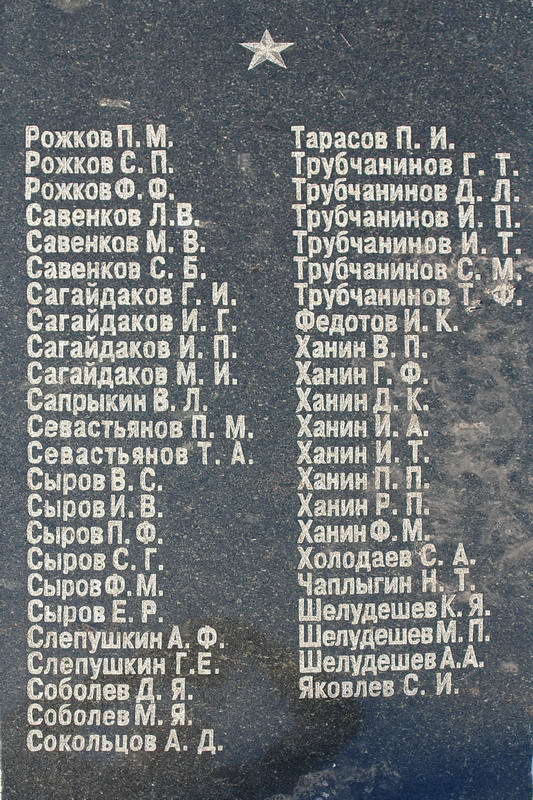 Рожков П. М.
Рожков С. П.
Рожков Ф. Ф.
Савенков Л.В.
Савенков М. В.
Савенков С. Б.
Сагайдаков Г. И.
Сагайдаков И. Г.
Сагайдаков И. П.
Сагайдаков М. И.
Сапрыкин В. Л.
Севастьянов П. М.
Севастьянов Т. А.
Сыров В. С.
Сыров И. В.
Сыров П. Ф.
Сыров С. Г.
Сыров Ф. М.
Сыров Е. Р.
Слепушкин А. Ф.
Слепушкин Г.Е.
Соболев Д. Я.
Соболев М. Я.
Сокольцов А. Д.
Тарасов П. И.
Трубчанинов Г. Т.
Трубчанинов Д. Л.
Трубчанинов И. П.
Трубчанинов И. Т.
Трубчанинов С. М.
Трубчанинов Т. Ф.
Федотов И. К.
Ханин В. П.
Ханин Г. Ф.
Ханин Д. К.
Ханин И. А.
Ханин И. Т.
Ханин П. П.
Ханин Р. П.
Ханин Ф. М.
Холодаев С. А.
Чаплыгин Н. Т.
Шелудешев К. Я.
Шелудешев М. П.
Шелудешев А.А.
Яковлев С. И.